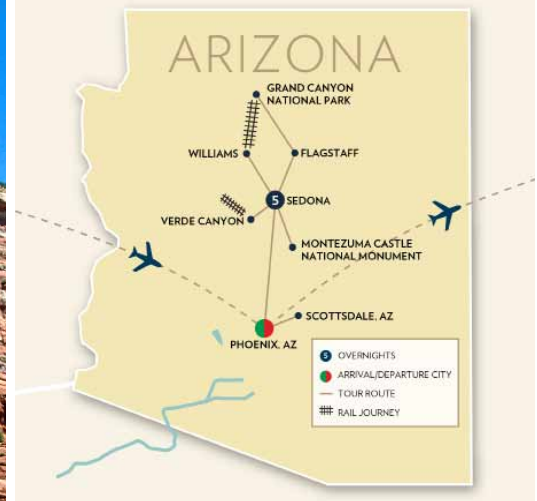 ARIZONA
GRAND CANYON
NATIONAL PARK
WILLIAMS
FLAGSTAFF
5 SEDONA
VERDE CANYON
MONTEZUMA CASTLE
NATIONAL MONUMENT
SCOTTSDALE, AZ
PHOENIX, AZ
5 OVERNIGHTS
ARRIVAL/DEPARTURE CITY
TOUR ROUTE
RAIL JOURNEY